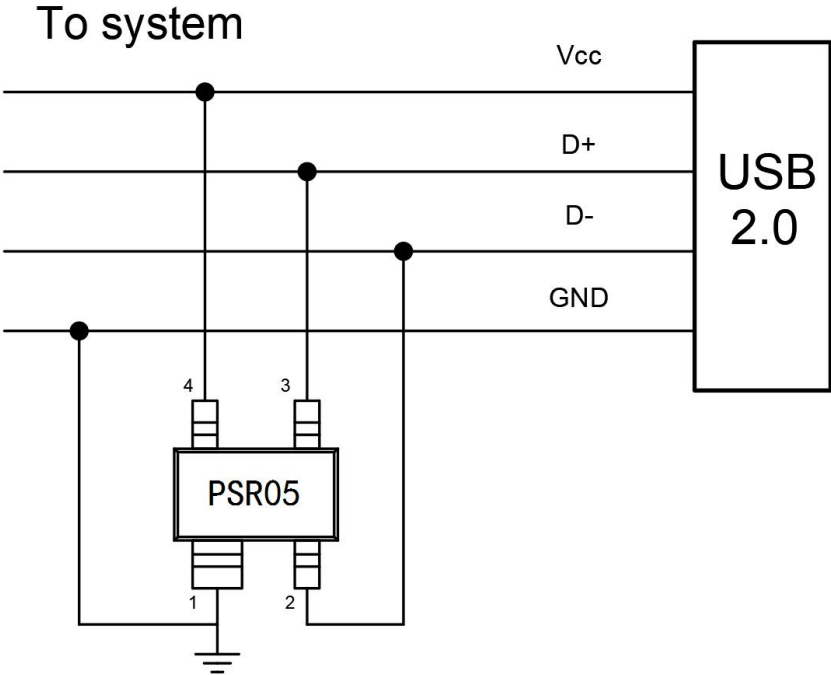 To system
Vcc
D+
D-
GND
USB
2.0
4
3
PSR05
1
2